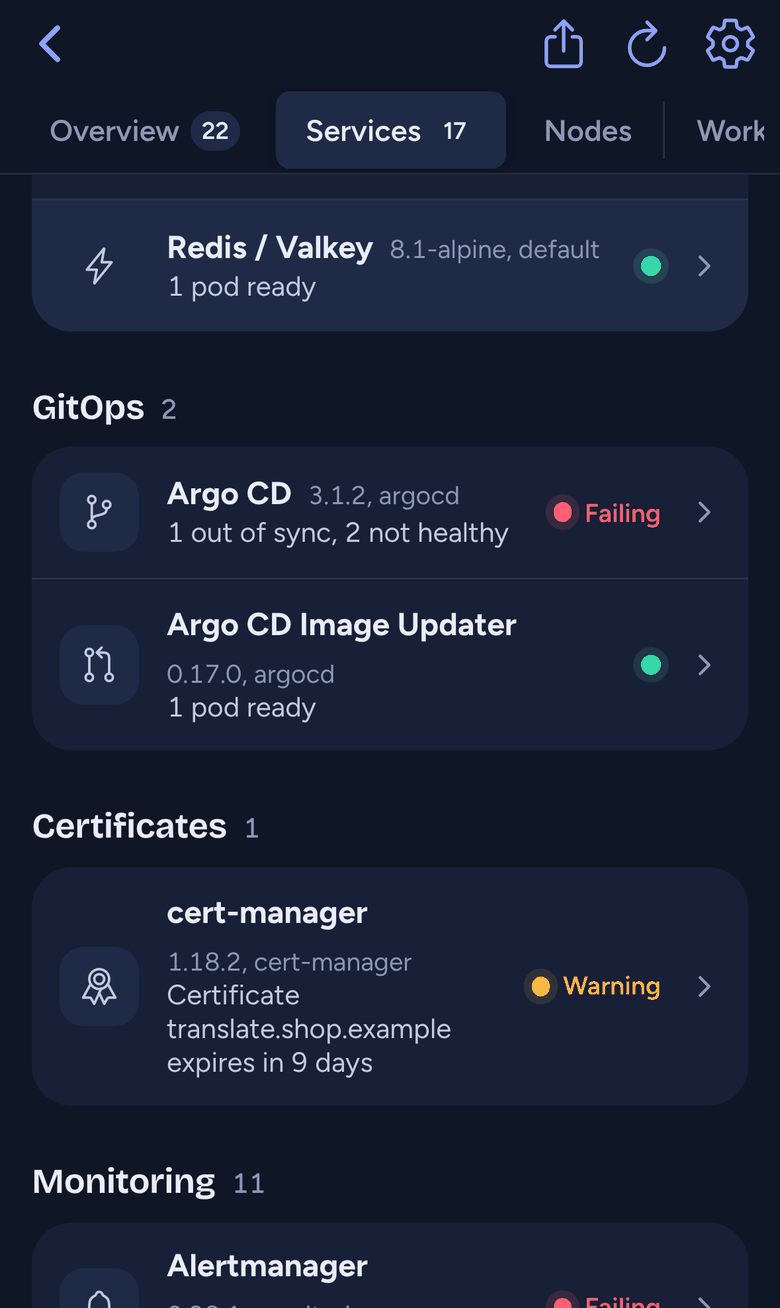 Overview 22 Services 17 Nodes Work
Redis / Valkey 8.1-alpine, default
1 pod ready
GitOps 2
Argo CD 3.1.2, argocd
1 out of sync, 2 not healthy
Failing
Argo CD Image Updater
0.17.0, argocd
1 pod ready
Certificates 1
cert-manager
1.18.2, cert-manager
Certificate
translate.shop.example
expires in 9 days
Warning
Monitoring 11
Alertmanager
Failing